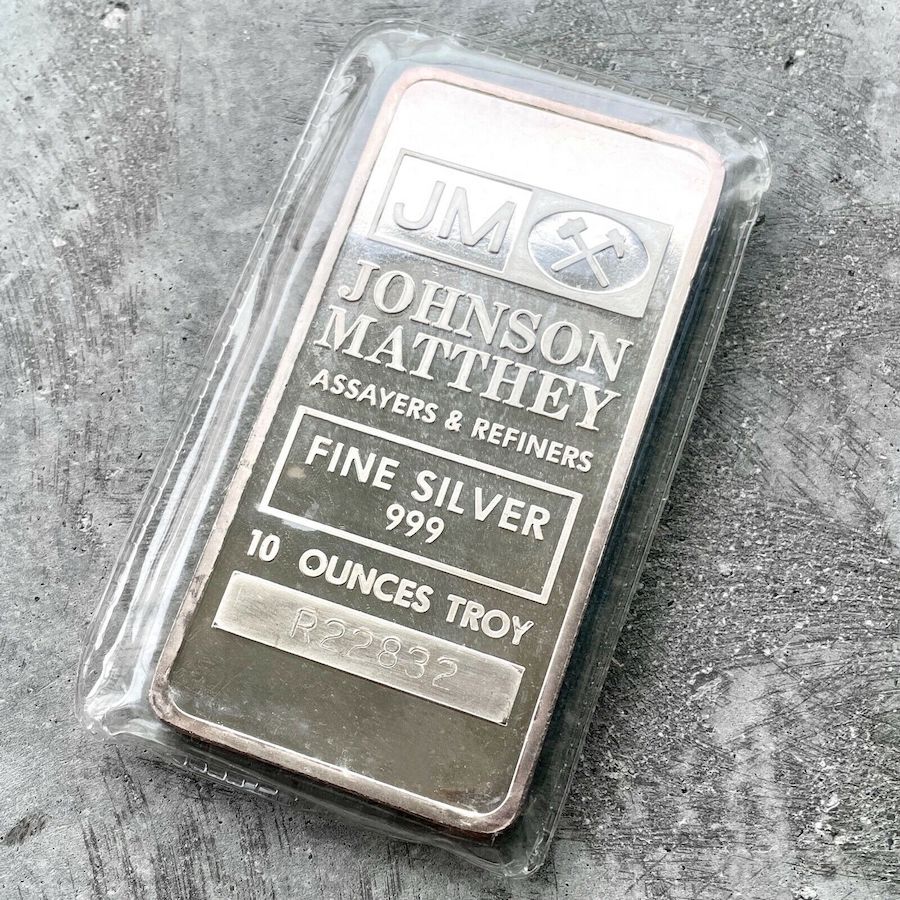 JM
JOHNSON
MATTHEY
ASSAYERS & REFINERS
FINE SILVER
999
10 OUNCES TROY
R22832